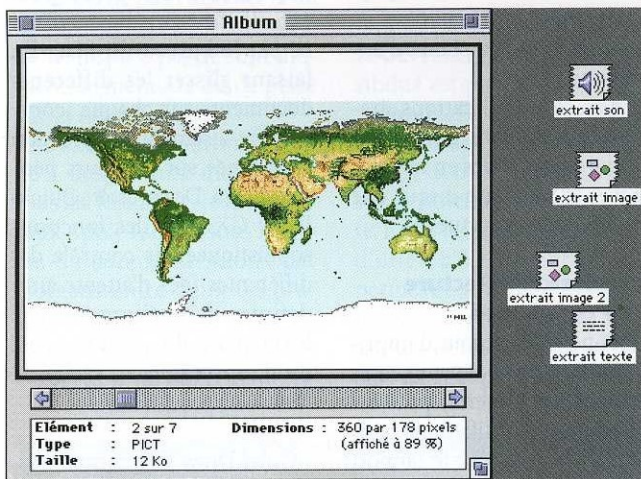 Album
extrait son
extrait image
extrait image 2
extrait texte
Elément : 2 sur 7
Type : PICT
Taille : 12 Ko
Dimensions : 360 par 178 pixels
(affiché à 89 %)